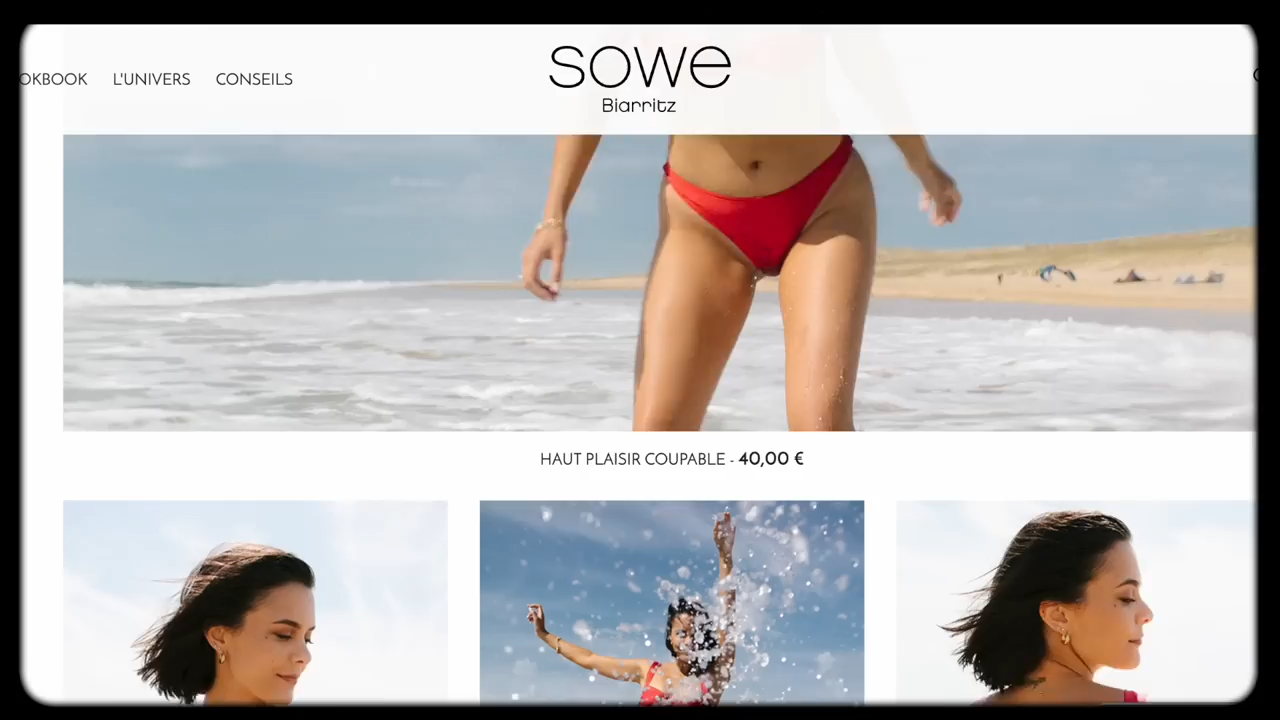 sowe
Biarritz
OKBOOK L'UNIVERS CONSEILS
HAUT PLAISIR COUPABLE - 40,00 €